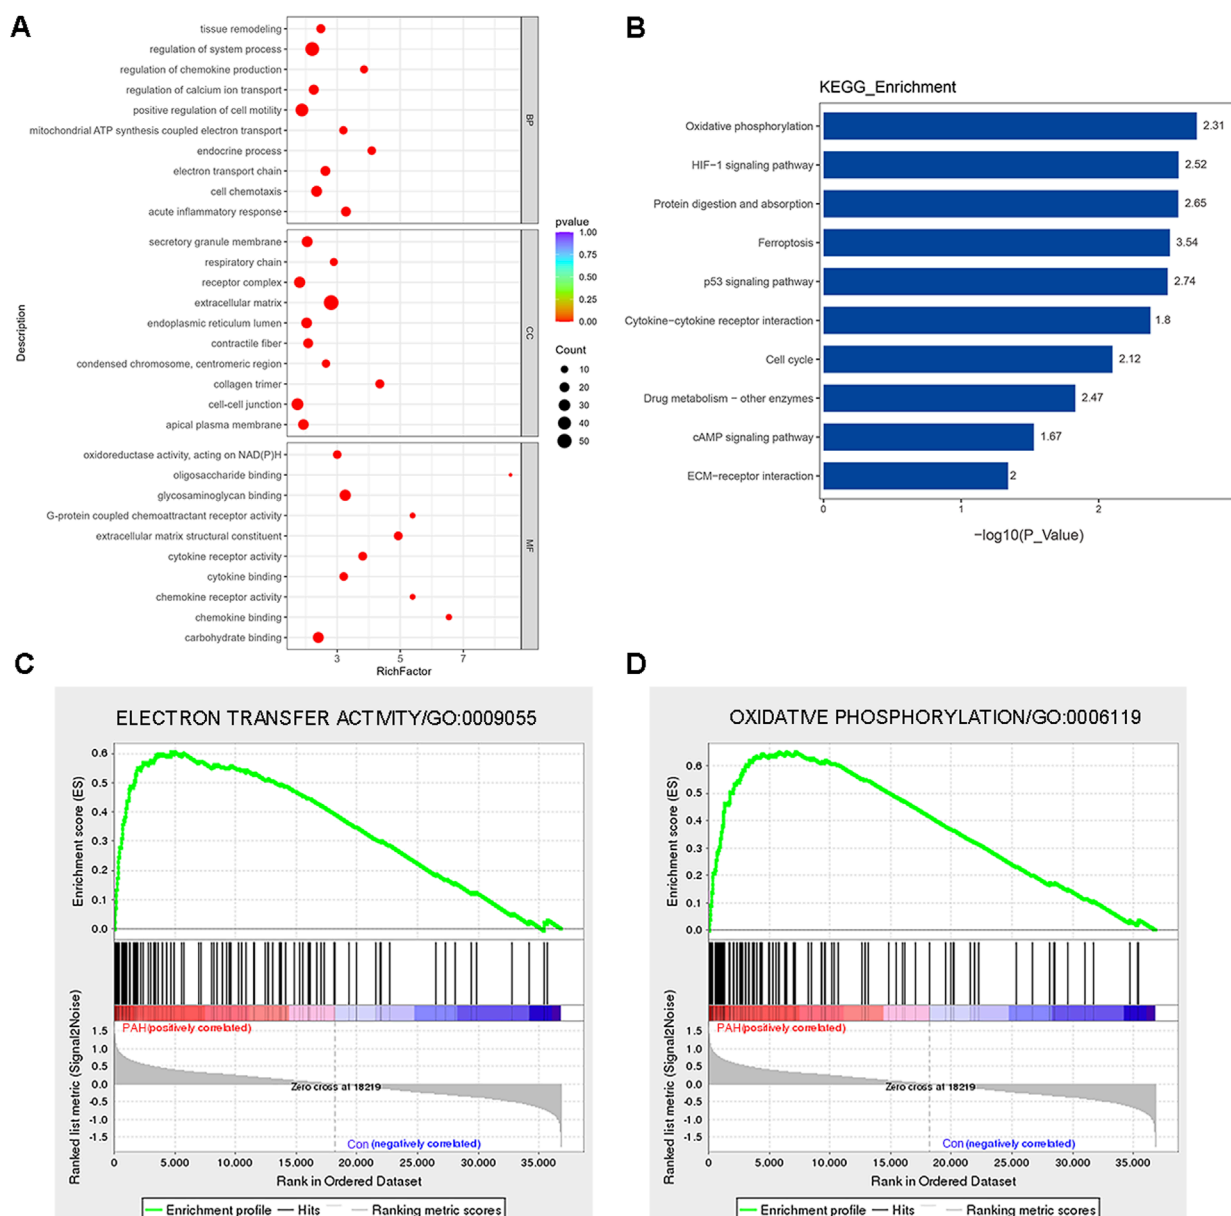 A
tissue remodeling
regulation of system process
regulation of chemokine production
regulation of calcium ion transport
positive regulation of cell motility
mitochondrial ATP synthesis coupled electron transport
endocrine process
electron transport chain
cell chemotaxis
acute inflammatory response
BP
secretory granule membrane
respiratory chain
receptor complex
extracellular matrix
endoplasmic reticulum lumen
contractile fiber
condensed chromosome, centromeric region
collagen trimer
cell-cell junction
apical plasma membrane
CC
oxidoreductase activity, acting on NAD(P)H
oligosaccharide binding
glycosaminoglycan binding
G-protein coupled chemoattractant receptor activity
extracellular matrix structural constituent
cytokine receptor activity
cytokine binding
chemokine receptor activity
chemokine binding
carbohydrate binding
MF
Description
3 5 7
RichFactor
pvalue
1.00
0.75
0.50
0.25
0.00
Count
10
20
30
40
50
B
KEGG_Enrichment
Oxidative phosphorylation 2.31
HIF−1 signaling pathway 2.52
Protein digestion and absorption 2.65
Ferroptosis 3.54
p53 signaling pathway 2.74
Cytokine−cytokine receptor interaction 1.8
Cell cycle 2.12
Drug metabolism − other enzymes 2.47
cAMP signaling pathway 1.67
ECM−receptor interaction 2
0 1 2
−log10(P_Value)
C
ELECTRON TRANSFER ACTIVITY/GO:0009055
Enrichment score (ES)
0.6
0.5
0.4
0.3
0.2
0.1
0.0
PAH(positively correlated)
Ranked list metric (Signal2Noise)
1.5
1.0
0.5
0.0
-0.5
-1.0
-1.5
Zero cross at 18219
Con (negatively correlated)
0 5,000 10,000 15,000 20,000 25,000 30,000 35,000
Rank in Ordered Dataset
Enrichment profile Hits Ranking metric scores
D
OXIDATIVE PHOSPHORYLATION/GO:0006119
Enrichment score (ES)
0.6
0.5
0.4
0.3
0.2
0.1
0.0
PAH(positively correlated)
Ranked list metric (Signal2Noise)
1.5
1.0
0.5
0.0
-0.5
-1.0
-1.5
Zero cross at 18219
Con (negatively correlated)
0 5,000 10,000 15,000 20,000 25,000 30,000 35,000
Rank in Ordered Dataset
Enrichment profile Hits Ranking metric scores